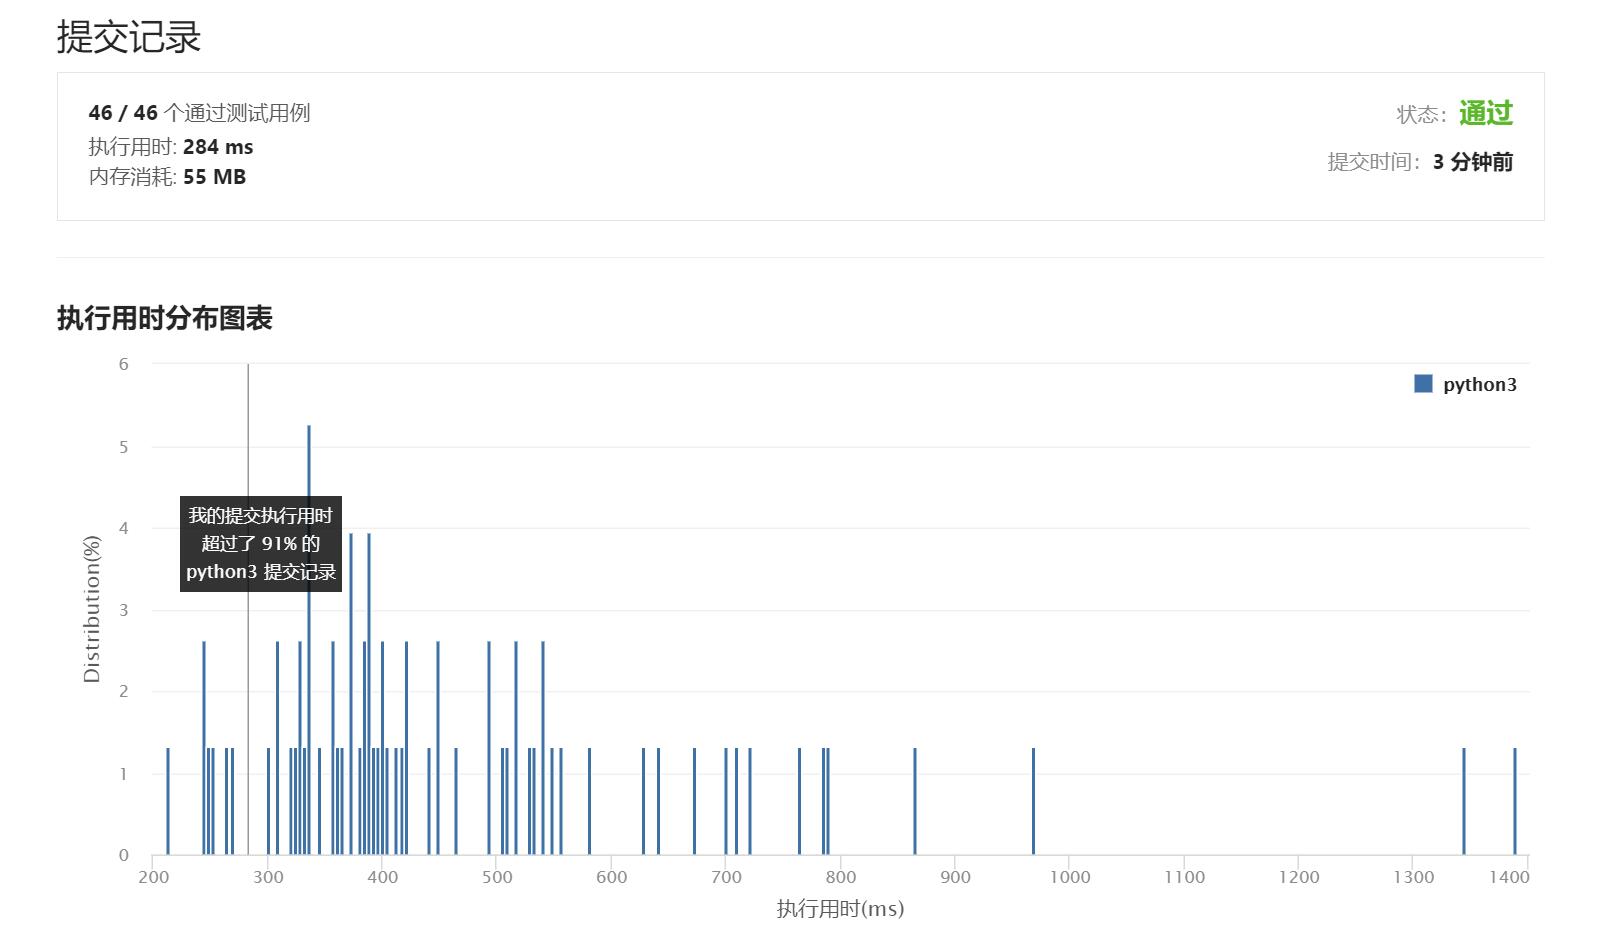 提交记录
46 / 46 个通过测试用例
状态：通过
执行用时: 284 ms
提交时间：3 分钟前
内存消耗: 55 MB
执行用时分布图表
6
python3
5
我的提交执行用时
超过了 91% 的
python3 提交记录
4
Distribution(%)
3
2
1
0
200 300 400 500 600 700 800 900 1000 1100 1200 1300 1400
执行用时(ms)